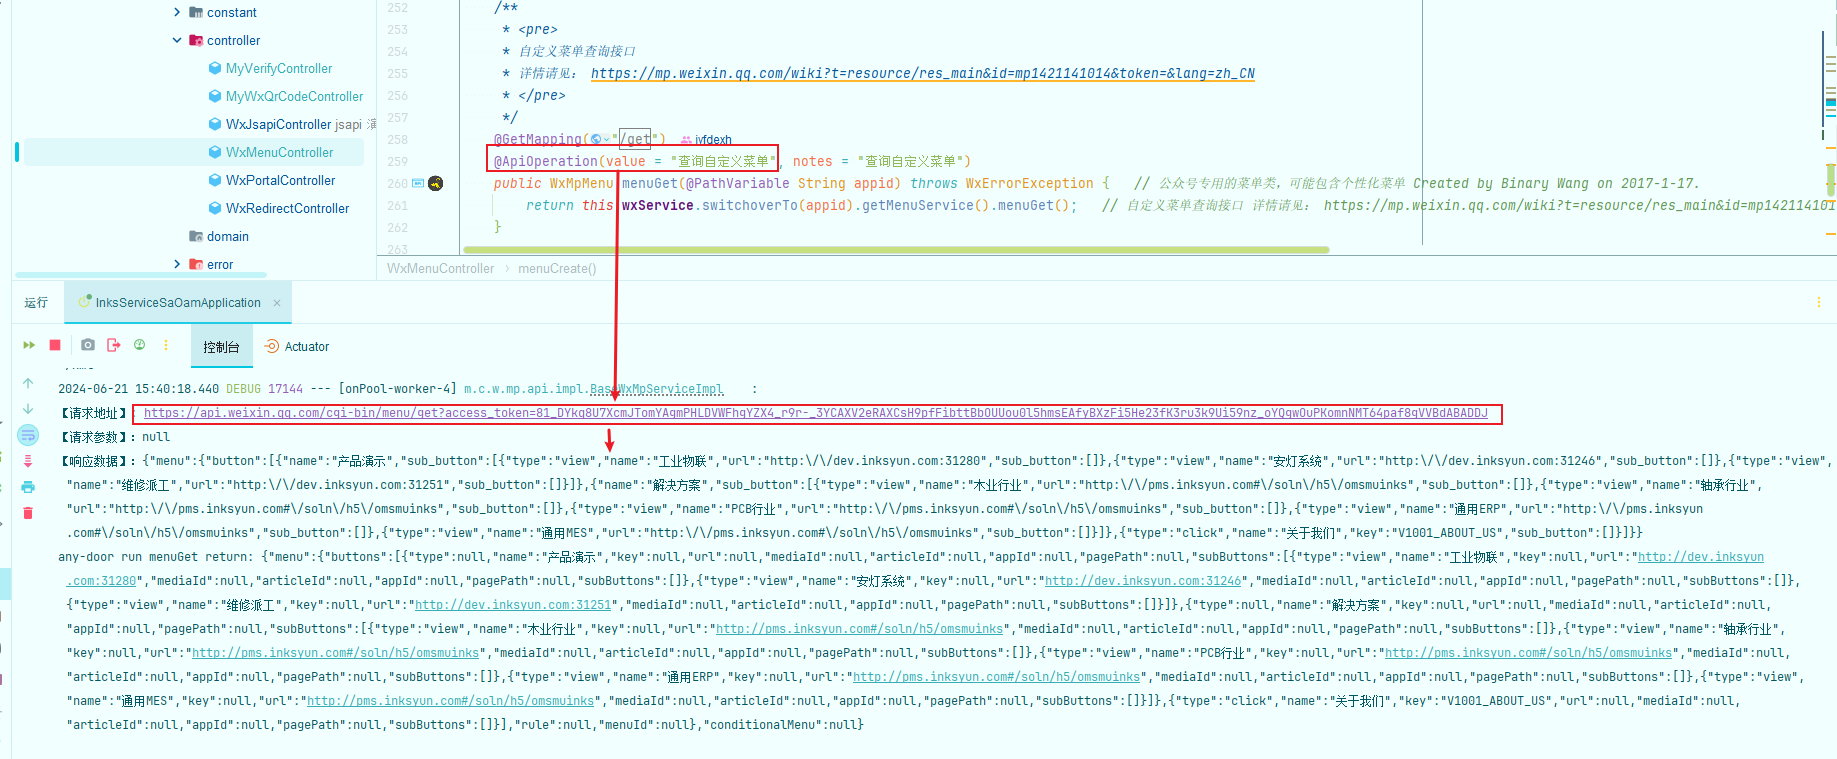 constant
controller
MyVerifyController
MyWxQrCodeController
WxJsapiController jsapi 演
WxMenuController
WxPortalController
WxRedirectController
domain
error
252 /**
253 * <pre>
254 * 自定义菜单查询接口
255 * 详情请见： https://mp.weixin.qq.com/wiki?t=resource/res_main&id=mp1421141014&token=&lang=zh_CN
256 * </pre>
257 */
258 @GetMapping("/get") ivfdexh
259 @ApiOperation(value = "查询自定义菜单", notes = "查询自定义菜单")
260 public WxMpMenu menuGet(@PathVariable String appid) throws WxErrorException { // 公众号专用的菜单类，可能包含个性化菜单 Created by Binary Wang on 2017-1-17.
261 return this.wxService.switchoverTo(appid).getMenuService().menuGet(); // 自定义菜单查询接口 详情请见： https://mp.weixin.qq.com/wiki?t=resource/res_main&id=mp142114101
262 }
263
WxMenuController › menuCreate()
运行 InksServiceSaOamApplication ×
控制台 Actuator
2024-06-21 15:40:18.440 DEBUG 17144 --- [onPool-worker-4] m.c.w.mp.api.impl.BaseWxMpServiceImpl :
【请求地址】: https://api.weixin.qq.com/cgi-bin/menu/get?access_token=81_DYkq8U7XcmJTomYAqmPHLDVWFhqYZX4_r9r-_3YCAXV2eRAXCsH9pfFibttBbOUUou0l5hmsEAfyBXzFi5He23fK3ru3k9Ui59nz_oYQqwOuPKomnNMT64paf8qVVBdABADDJ
【请求参数】：null
【响应数据】：{"menu":{"button":[{"name":"产品演示","sub_button":[{"type":"view","name":"工业物联","url":"http:\/\/dev.inksyun.com:31280","sub_button":[]},{"type":"view","name":"安灯系统","url":"http:\/\/dev.inksyun.com:31246","sub_button":[]},{"type":"view",
"name":"维修派工","url":"http:\/\/dev.inksyun.com:31251","sub_button":[]}]},{"name":"解决方案","sub_button":[{"type":"view","name":"木业行业","url":"http:\/\/pms.inksyun.com#\/soln\/h5\/omsmuinks","sub_button":[]},{"type":"view","name":"轴承行业",
"url":"http:\/\/pms.inksyun.com#\/soln\/h5\/omsmuinks","sub_button":[]},{"type":"view","name":"PCB行业","url":"http:\/\/pms.inksyun.com#\/soln\/h5\/omsmuinks","sub_button":[]},{"type":"view","name":"通用ERP","url":"http:\/\/pms.inksyun
.com#\/soln\/h5\/omsmuinks","sub_button":[]},{"type":"view","name":"通用MES","url":"http:\/\/pms.inksyun.com#\/soln\/h5\/omsmuinks","sub_button":[]}]},{"type":"click","name":"关于我们","key":"V1001_ABOUT_US","sub_button":[]}]}}
any-door run menuGet return: {"menu":{"buttons":[{"type":null,"name":"产品演示","key":null,"url":null,"mediaId":null,"articleId":null,"appId":null,"pagePath":null,"subButtons":[{"type":"view","name":"工业物联","key":null,"url":"http://dev.inksyun
.com:31280","mediaId":null,"articleId":null,"appId":null,"pagePath":null,"subButtons":[]},{"type":"view","name":"安灯系统","key":null,"url":"http://dev.inksyun.com:31246","mediaId":null,"articleId":null,"appId":null,"pagePath":null,"subButtons":[]},
{"type":"view","name":"维修派工","key":null,"url":"http://dev.inksyun.com:31251","mediaId":null,"articleId":null,"appId":null,"pagePath":null,"subButtons":[]}]},{"type":null,"name":"解决方案","key":null,"url":null,"mediaId":null,"articleId":null,
"appId":null,"pagePath":null,"subButtons":[{"type":"view","name":"木业行业","key":null,"url":"http://pms.inksyun.com#/soln/h5/omsmuinks","mediaId":null,"articleId":null,"appId":null,"pagePath":null,"subButtons":[]},{"type":"view","name":"轴承行业",
"key":null,"url":"http://pms.inksyun.com#/soln/h5/omsmuinks","mediaId":null,"articleId":null,"appId":null,"pagePath":null,"subButtons":[]},{"type":"view","name":"PCB行业","key":null,"url":"http://pms.inksyun.com#/soln/h5/omsmuinks","mediaId":null,
"articleId":null,"appId":null,"pagePath":null,"subButtons":[]},{"type":"view","name":"通用ERP","key":null,"url":"http://pms.inksyun.com#/soln/h5/omsmuinks","mediaId":null,"articleId":null,"appId":null,"pagePath":null,"subButtons":[]},{"type":"view",
"name":"通用MES","key":null,"url":"http://pms.inksyun.com#/soln/h5/omsmuinks","mediaId":null,"articleId":null,"appId":null,"pagePath":null,"subButtons":[]}]},{"type":"click","name":"关于我们","key":"V1001_ABOUT_US","url":null,"mediaId":null,
"articleId":null,"appId":null,"pagePath":null,"subButtons":[]}],"rule":null,"menuId":null},"conditionalMenu":null}